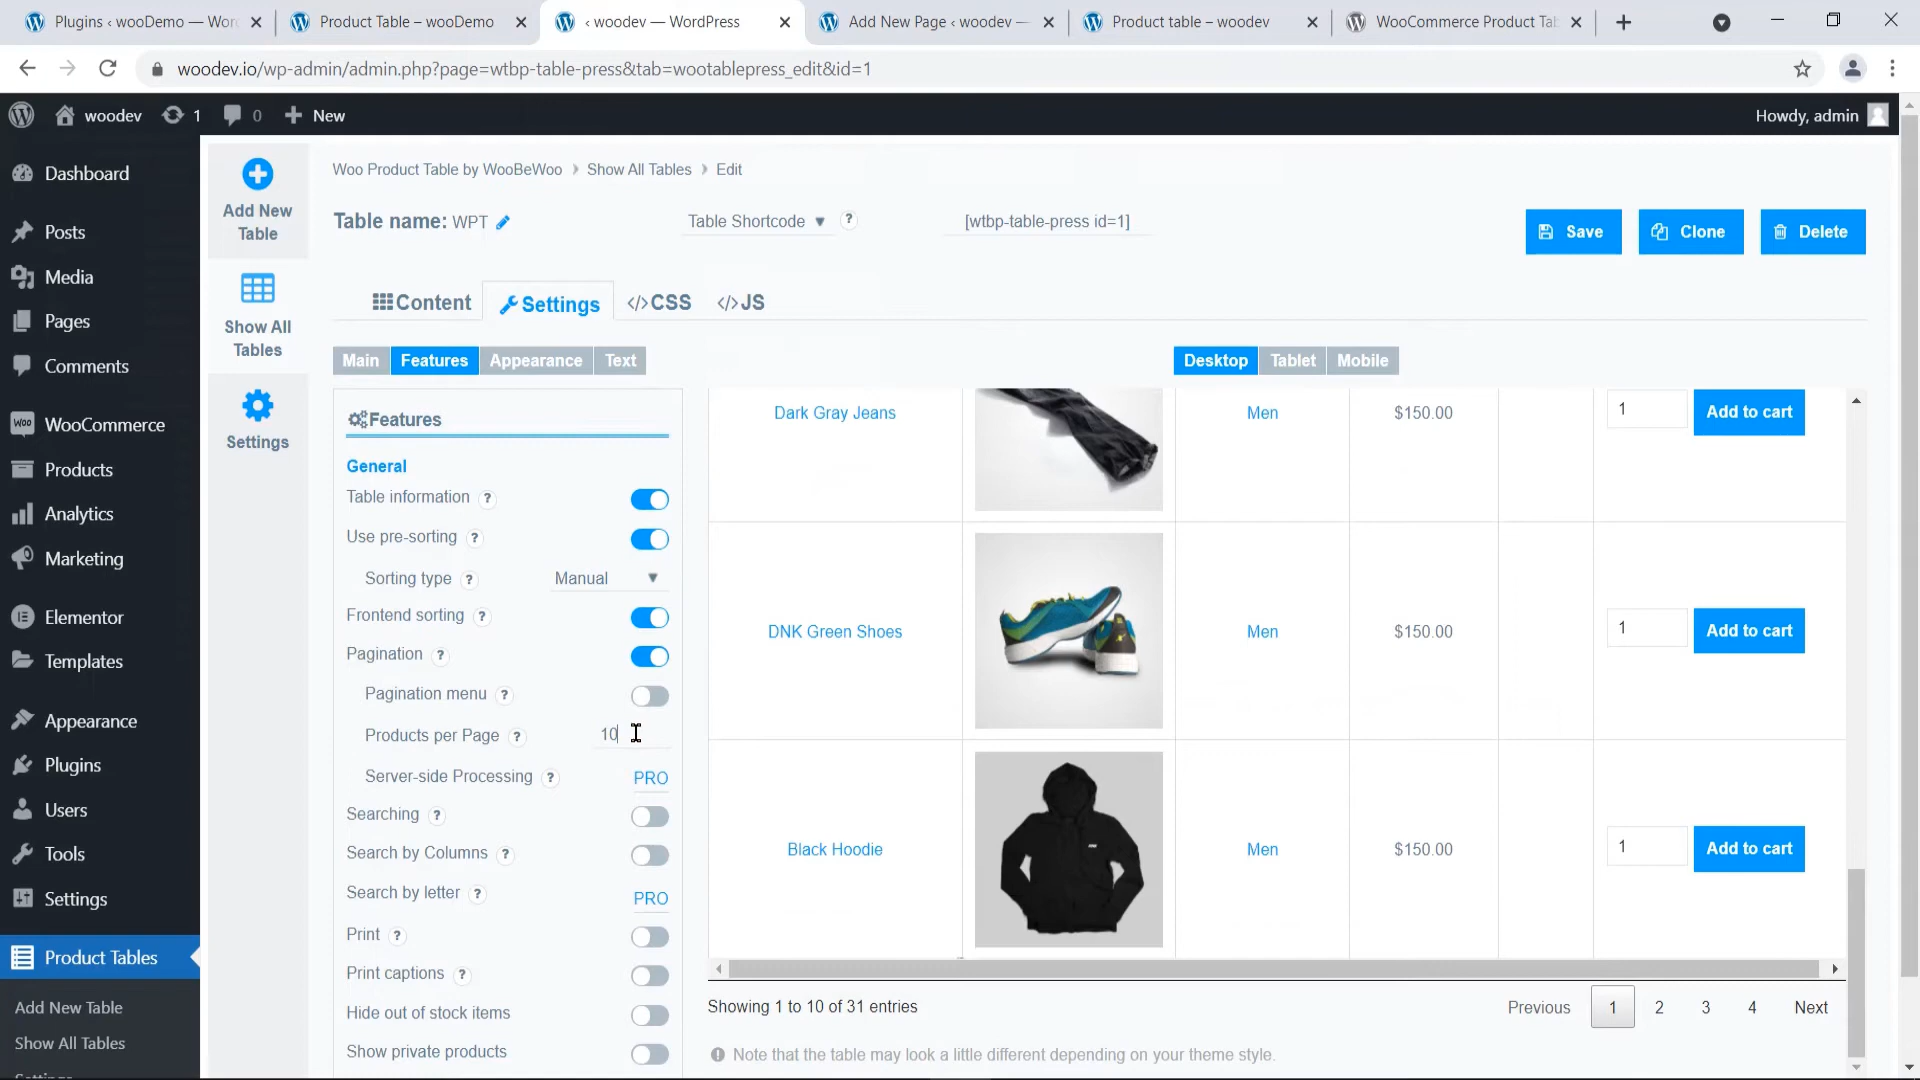 Plugins ‹ wooDemo — Wor
Product Table – wooDemo
‹ woodev — WordPress
Add New Page ‹ woodev —
Product table – woodev
WooCommerce Product Tab
woodev.io/wp-admin/admin.php?page=wtbp-table-press&tab=wootablepress_edit&id=1
woodev
1
0
New
Howdy, admin
Dashboard
Posts
Media
Pages
Comments
WooCommerce
Products
Analytics
Marketing
Elementor
Templates
Appearance
Plugins
Users
Tools
Settings
Product Tables
Add New Table
Show All Tables
Settings
Add New
Table
Show All
Tables
Settings
Woo Product Table by WooBeWoo › Show All Tables › Edit
Table name: WPT
Table Shortcode ▼ ?
[wtbp-table-press id=1]
Save
Clone
Delete
Content
Settings
</>CSS
</>JS
Main
Features
Appearance
Text
Desktop
Tablet
Mobile
Features
General
Table information ?
Use pre-sorting ?
Sorting type ? Manual ▼
Frontend sorting ?
Pagination ?
Pagination menu ?
Products per Page ? 10
Server-side Processing ? PRO
Searching ?
Search by Columns ?
Search by letter ? PRO
Print ?
Print captions ?
Hide out of stock items
Show private products
Dark Gray Jeans Men $150.00 1 Add to cart
DNK Green Shoes Men $150.00 1 Add to cart
Black Hoodie Men $150.00 1 Add to cart
Showing 1 to 10 of 31 entries
Previous 1 2 3 4 Next
Note that the table may look a little different depending on your theme style.